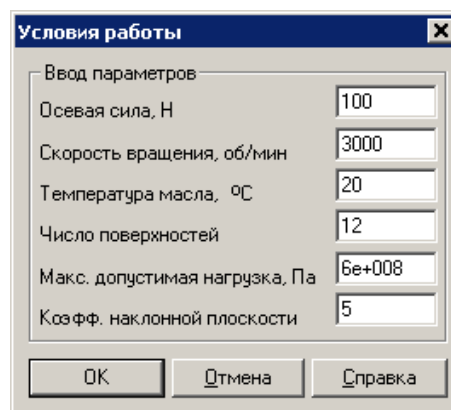 Условия работы
Ввод параметров
Осевая сила, Н 100
Скорость вращения, об/мин 3000
Температура масла, ºС 20
Число поверхностей 12
Макс. допустимая нагрузка, Па 6e+008
Коэфф. наклонной плоскости 5
OK Отмена Справка